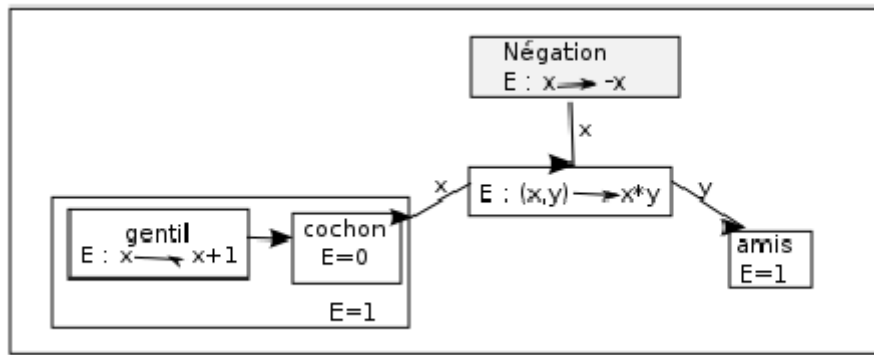 Négation
E : x → -x
x
x
E : (x,y) → x*y
y
gentil
E : x → x+1
cochon
E=0
amis
E=1
E=1